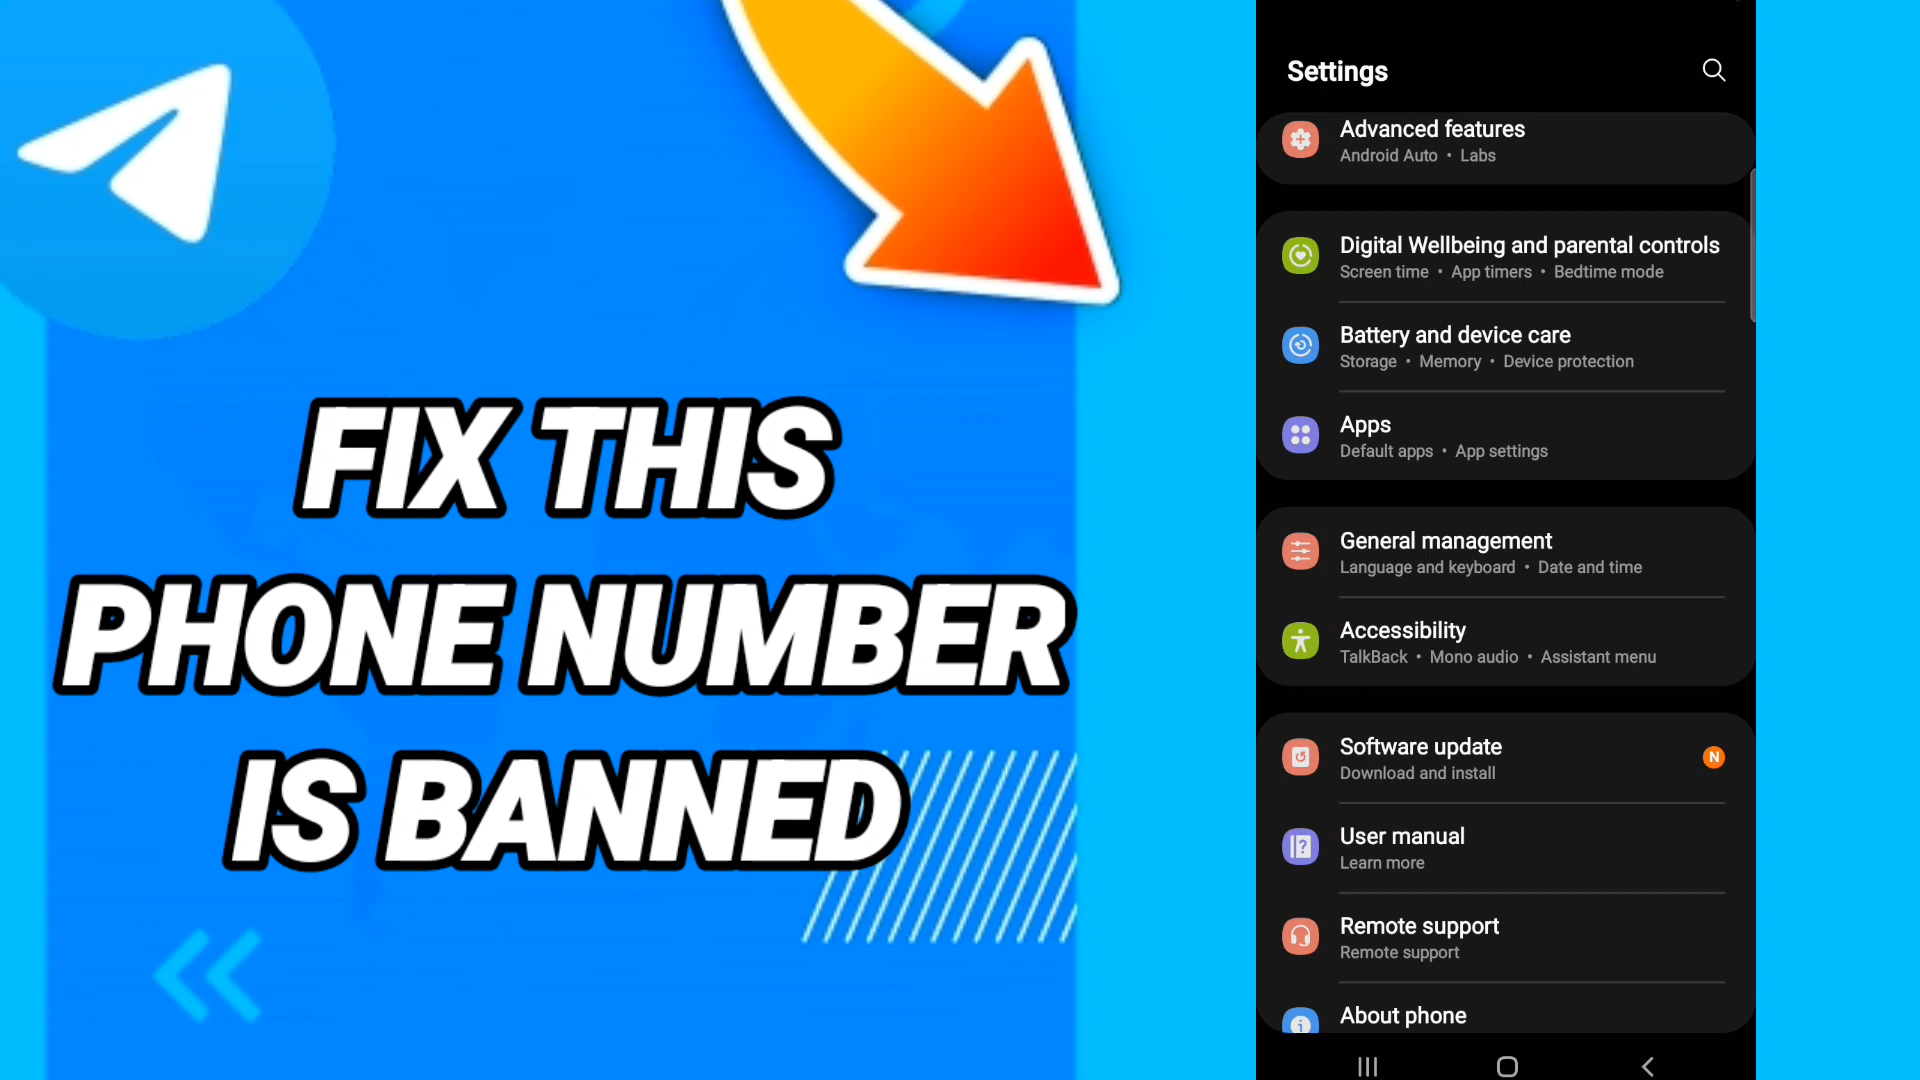 FIX THIS
PHONE NUMBER
IS BANNED
Settings
Advanced features
Android Auto • Labs
Digital Wellbeing and parental controls
Screen time • App timers • Bedtime mode
Battery and device care
Storage • Memory • Device protection
Apps
Default apps • App settings
General management
Language and keyboard • Date and time
Accessibility
TalkBack • Mono audio • Assistant menu
Software update
N
Download and install
User manual
Learn more
Remote support
Remote support
About phone